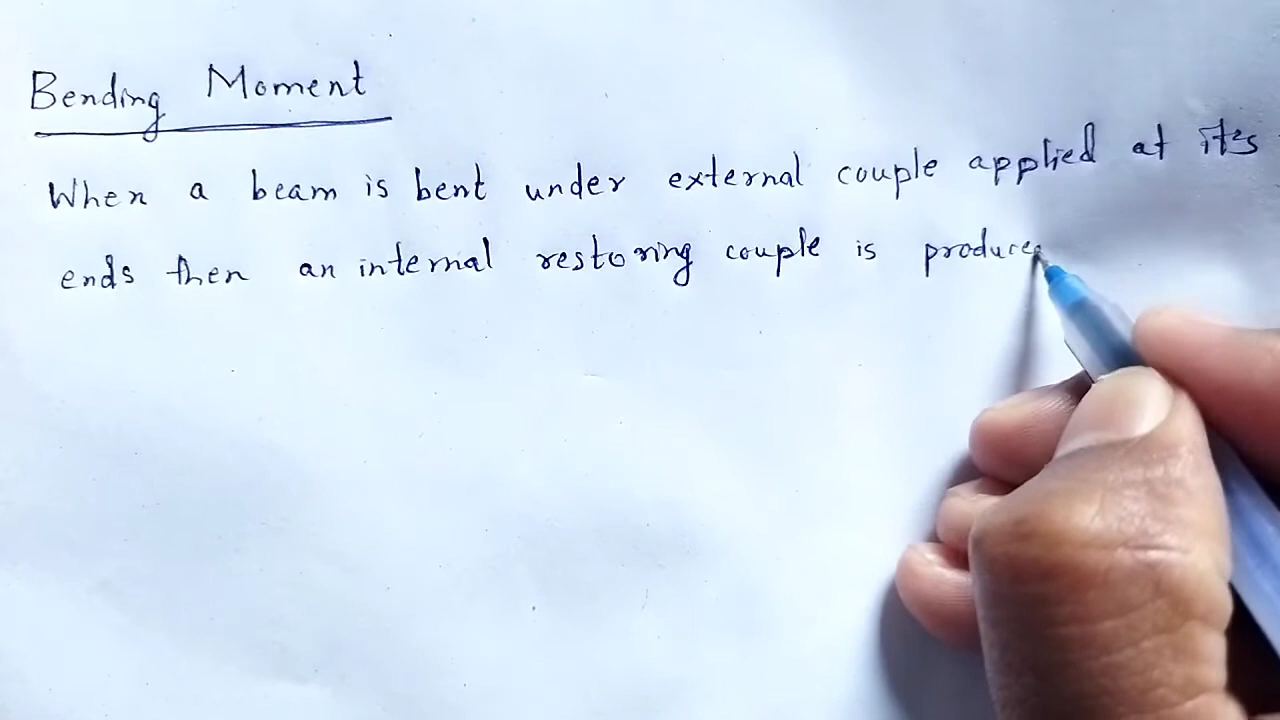 Bending Moment
When a beam is bent under external couple applied at its
ends then an internal restoring couple is produce